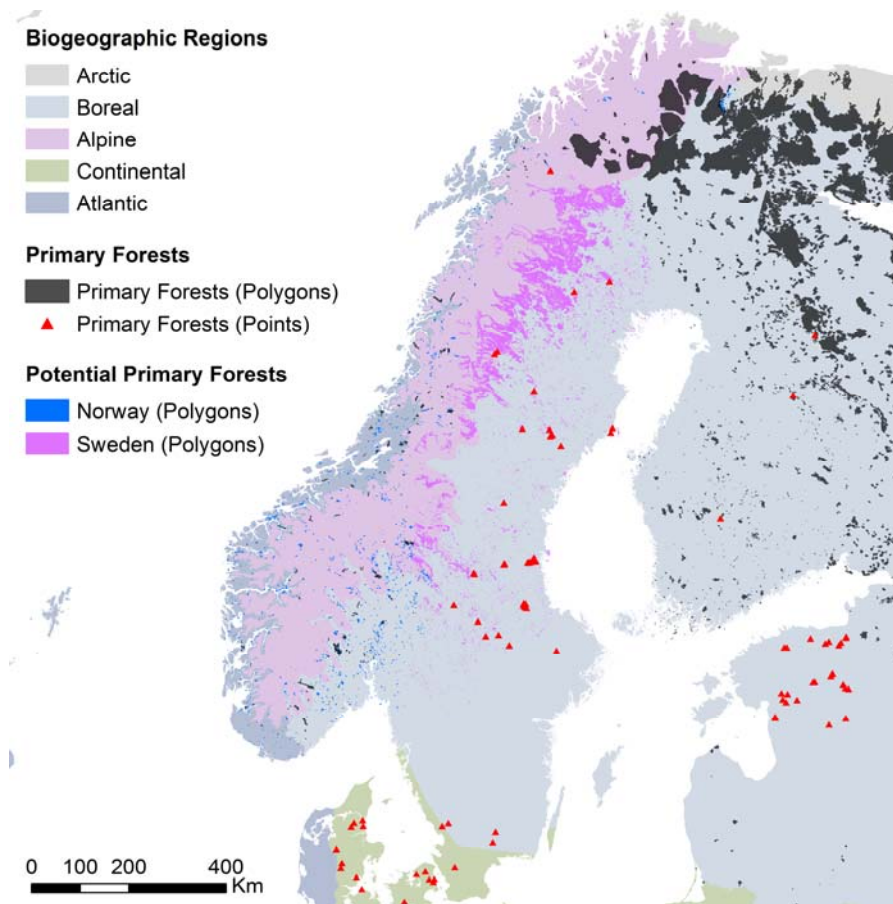 Biogeographic Regions
Arctic
Boreal
Alpine
Continental
Atlantic
Primary Forests
Primary Forests (Polygons)
Primary Forests (Points)
Potential Primary Forests
Norway (Polygons)
Sweden (Polygons)
0 100 200 400
Km